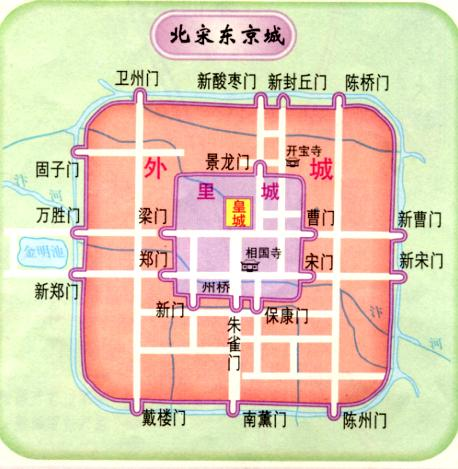 北宋东京城
卫州门
新酸枣门
新封丘门
陈桥门
开宝寺
固子门
外
景龙门
城
里
城
皇城
万胜门
梁门
曹门
新曹门
金明池
郑门
相国寺
宋门
新宋门
新郑门
州桥
新门
朱雀门
保康门
河
河
戴楼门
南薰门
陈州门